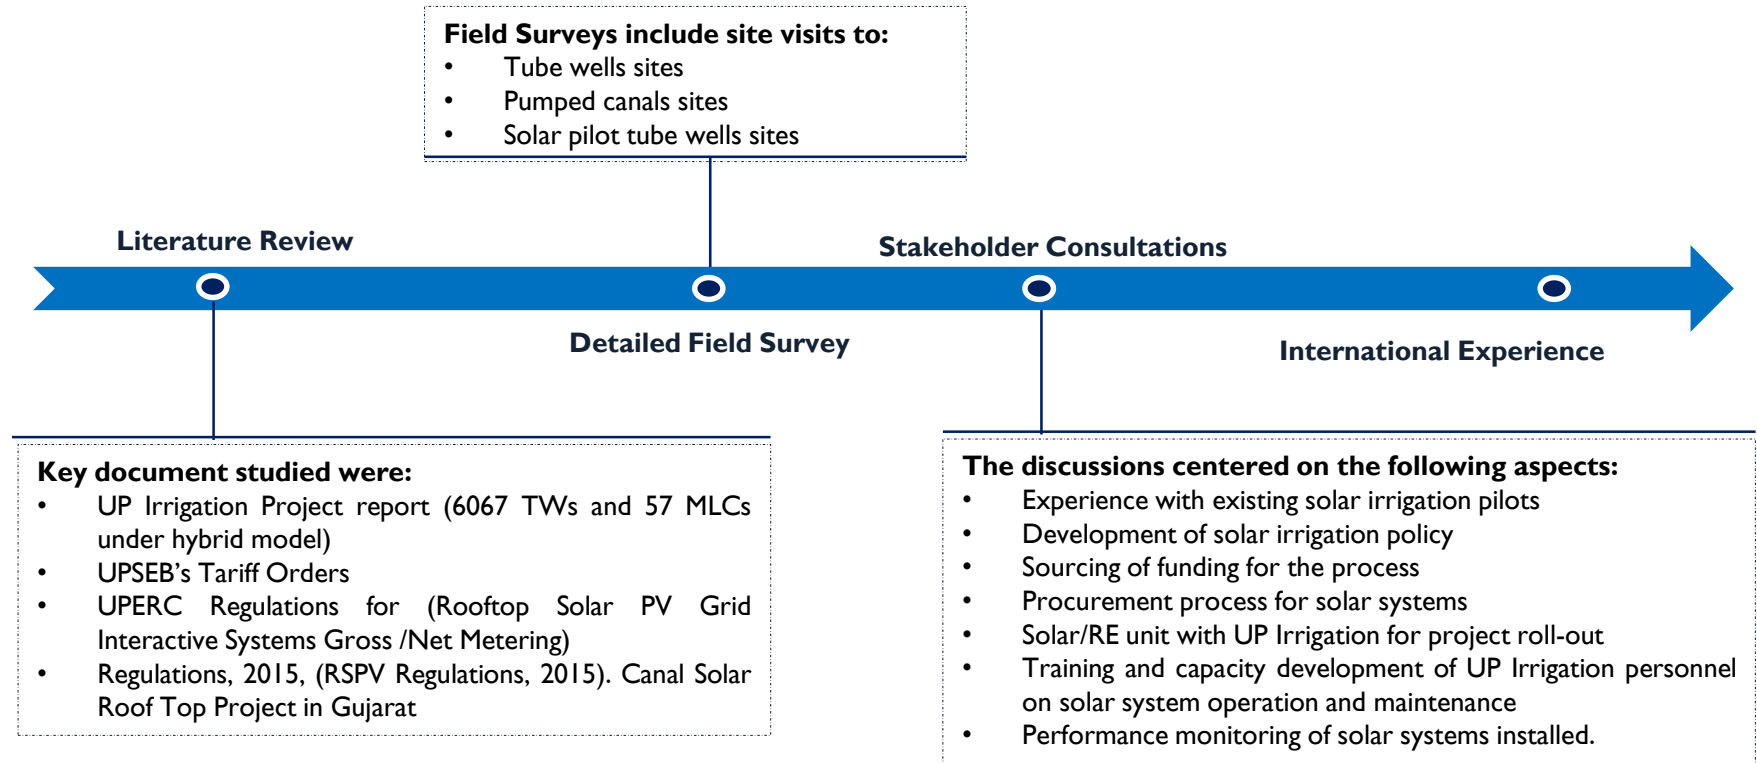 Field Surveys include site visits to:
• Tube wells sites
• Pumped canals sites
• Solar pilot tube wells sites
Literature Review
Stakeholder Consultations
Detailed Field Survey
International Experience
Key document studied were:
• UP Irrigation Project report (6067 TWs and 57 MLCs
under hybrid model)
• UPSEB's Tariff Orders
• UPERC Regulations for (Rooftop Solar PV Grid
Interactive Systems Gross /Net Metering)
• Regulations, 2015, (RSPV Regulations, 2015). Canal Solar
Roof Top Project in Gujarat
The discussions centered on the following aspects:
• Experience with existing solar irrigation pilots
• Development of solar irrigation policy
• Sourcing of funding for the process
• Procurement process for solar systems
• Solar/RE unit with UP Irrigation for project roll-out
• Training and capacity development of UP Irrigation personnel
on solar system operation and maintenance
• Performance monitoring of solar systems installed.